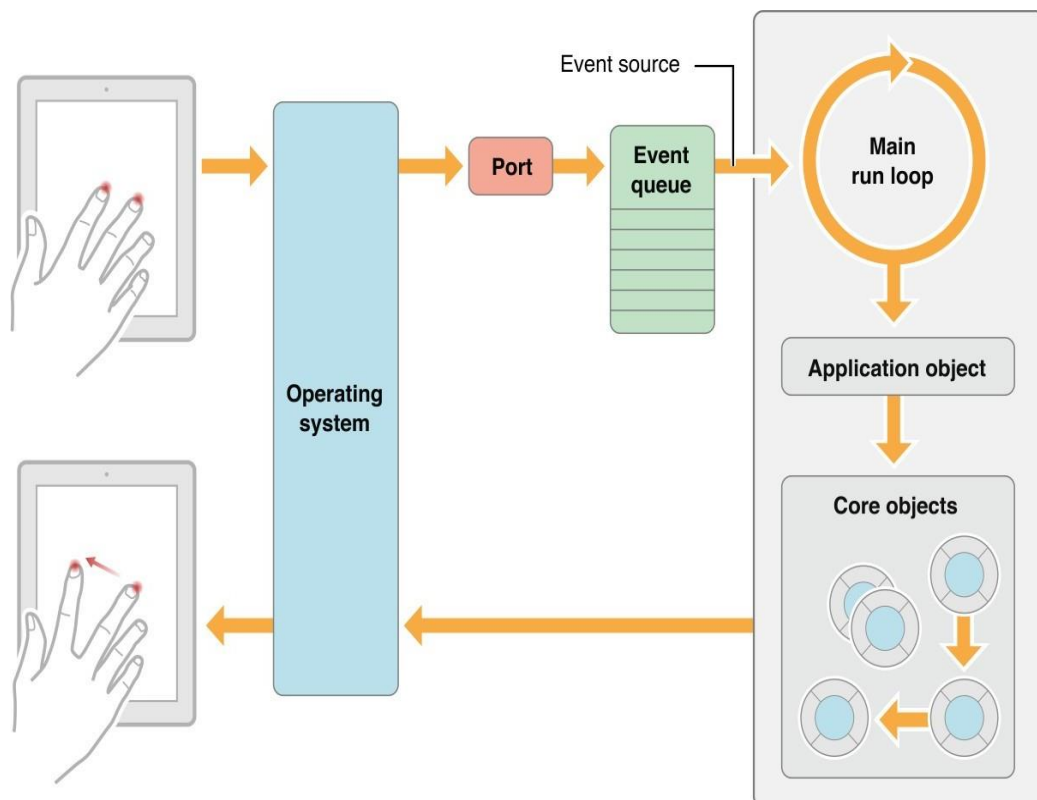 Event source
Port
Event
queue
Main
run loop
Operating
system
Application object
Core objects